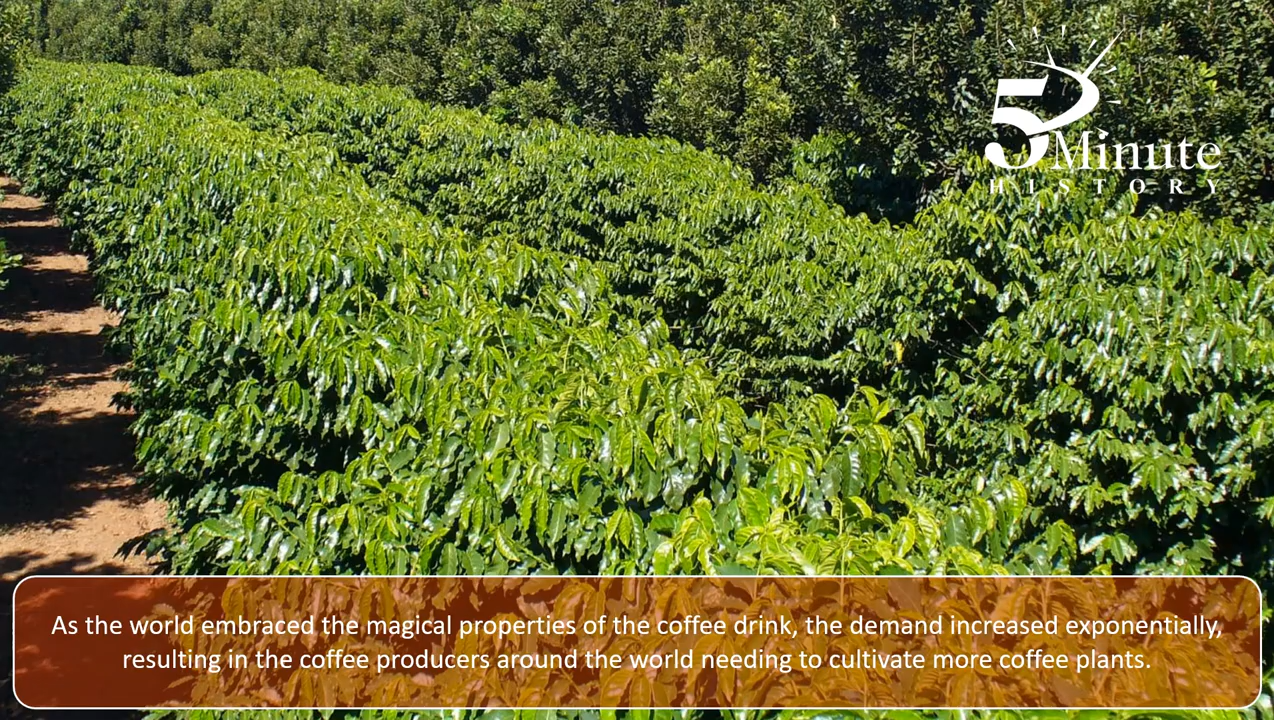 5 Minute
HISTORY
As the world embraced the magical properties of the coffee drink, the demand increased exponentially,
resulting in the coffee producers around the world needing to cultivate more coffee plants.